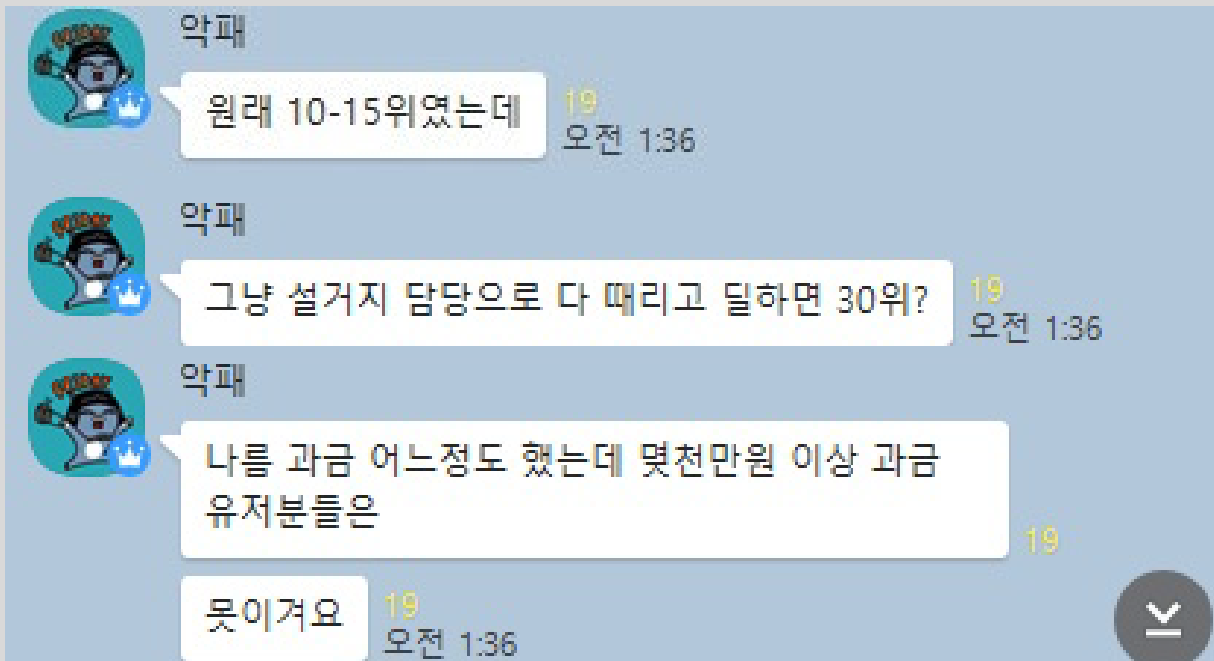 악패
원래 10-15위였는데
19
오전 1:36
악패
그냥 설거지 담당으로 다 때리고 딜하면 30위?
19
오전 1:36
악패
나름 과금 어느정도 했는데 몇천만원 이상 과금
유저분들은
19
못이겨요
19
오전 1:36